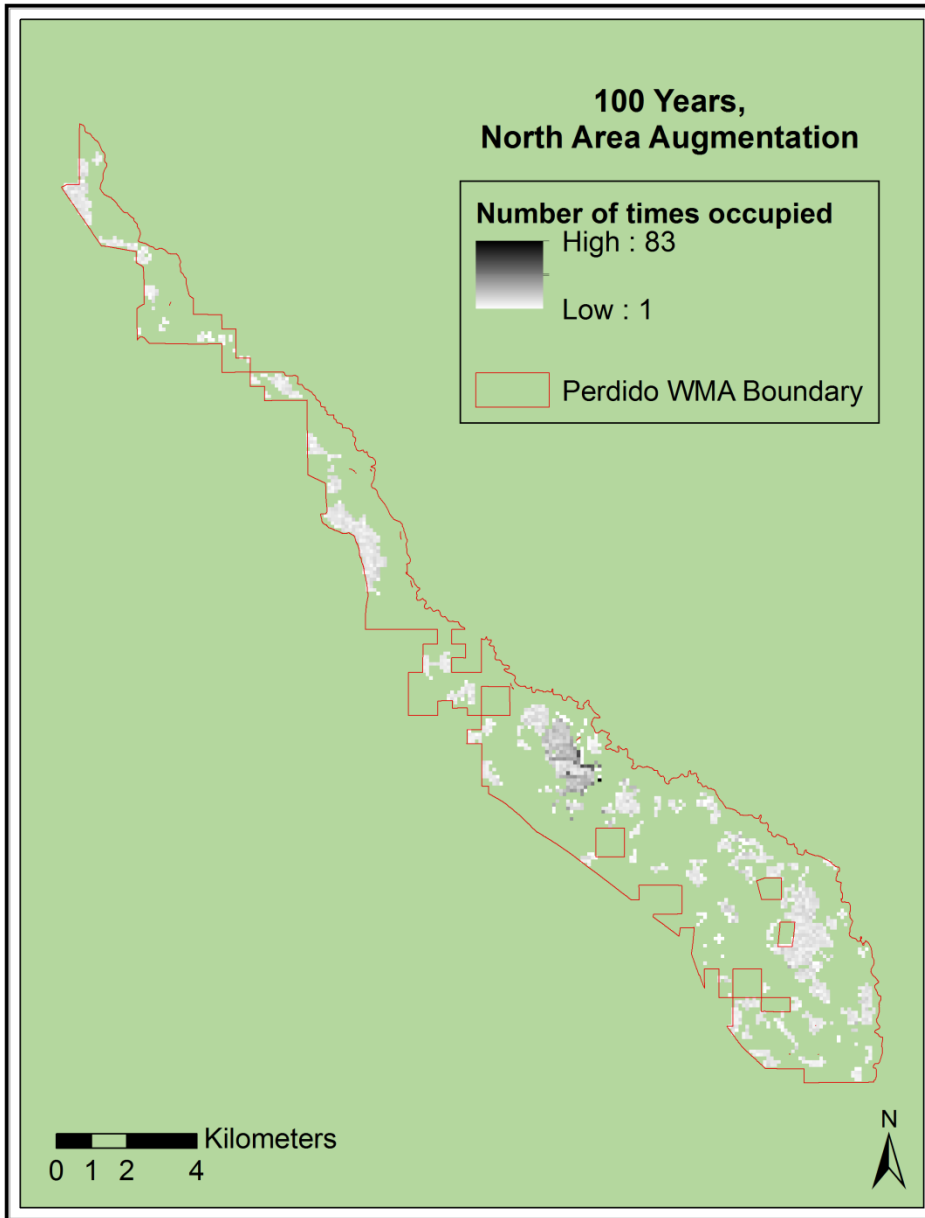 100 Years,
North Area Augmentation
Number of times occupied
High : 83
Low : 1
Perdido WMA Boundary
Kilometers
0 1 2 4
N